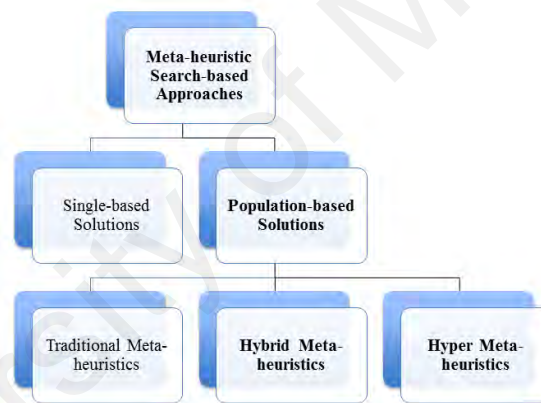 Meta-heuristic
Search-based
Approaches
Single-based
Solutions
Population-based
Solutions
Traditional Meta-
heuristics
Hybrid Meta-
heuristics
Hyper Meta-
heuristics